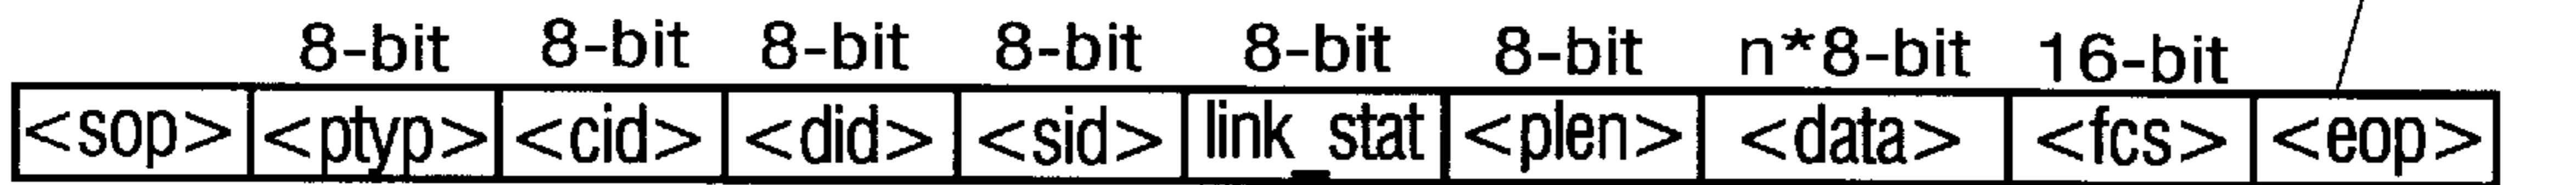 8-bit 8-bit 8-bit 8-bit 8-bit 8-bit n*8-bit 16-bit
<sop> <ptyp> <cid> <did> <sid> link_stat <plen> <data> <fcs> <eop>